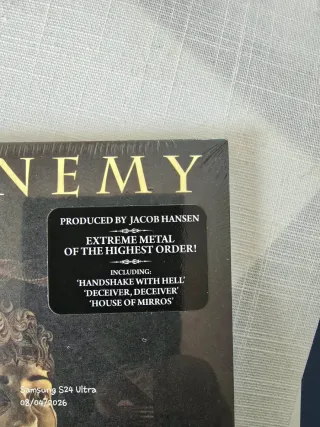 NEMY
PRODUCED BY JACOB HANSEN
EXTREME METAL
OF THE HIGHEST ORDER!
INCLUDING:
'HANDSHAKE WITH HELL'
'DECEIVER, DECEIVER'
'HOUSE OF MIRROS'
Samsung S24 Ultra
08/04/2026